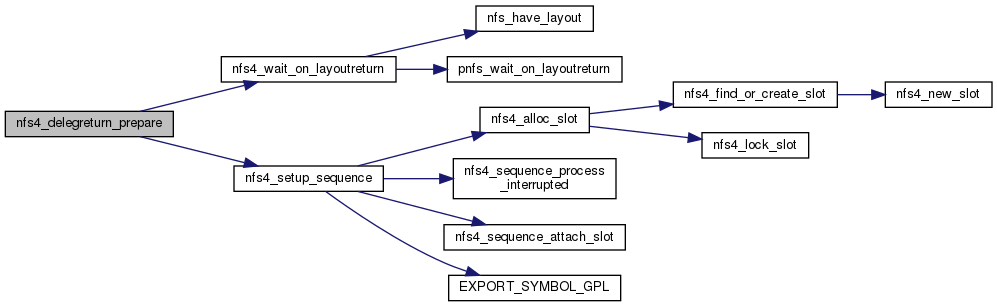 nfs4_delegreturn_prepare
nfs4_wait_on_layoutreturn
nfs_have_layout
pnfs_wait_on_layoutreturn
nfs4_setup_sequence
nfs4_alloc_slot
nfs4_find_or_create_slot
nfs4_new_slot
nfs4_lock_slot
nfs4_sequence_process
_interrupted
nfs4_sequence_attach_slot
EXPORT_SYMBOL_GPL